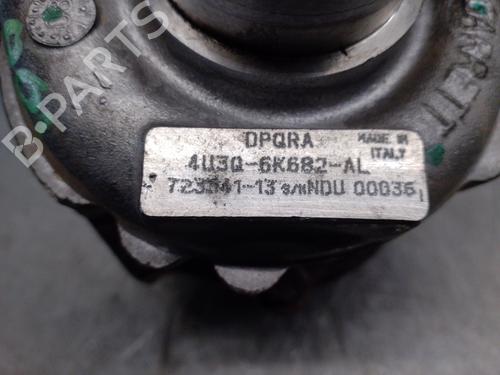 GARRETT
DPQRA
MADE IN
ITALY
4U3Q-6K682-AL
723341-13 S/N NDU 00036
B-PARTS